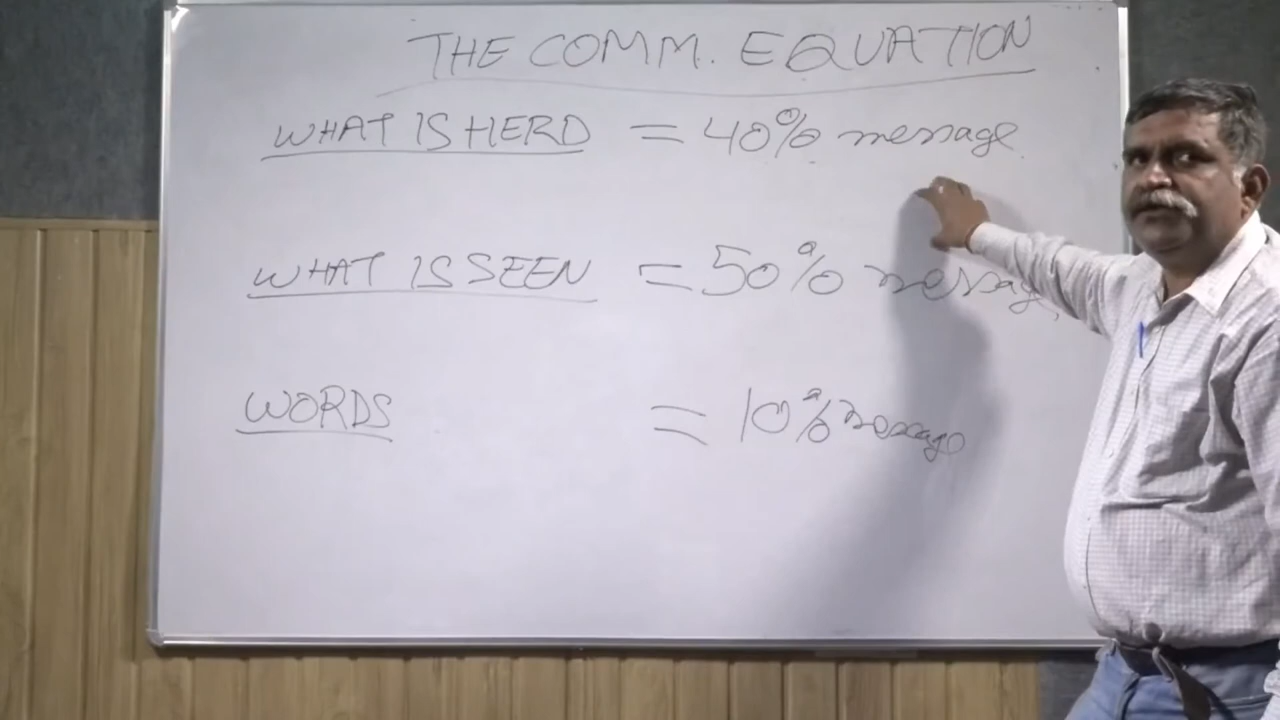 THE COMM. EQUATION
WHAT IS HERD = 40% message
WHAT IS SEEN = 50% message
WORDS = 10% message